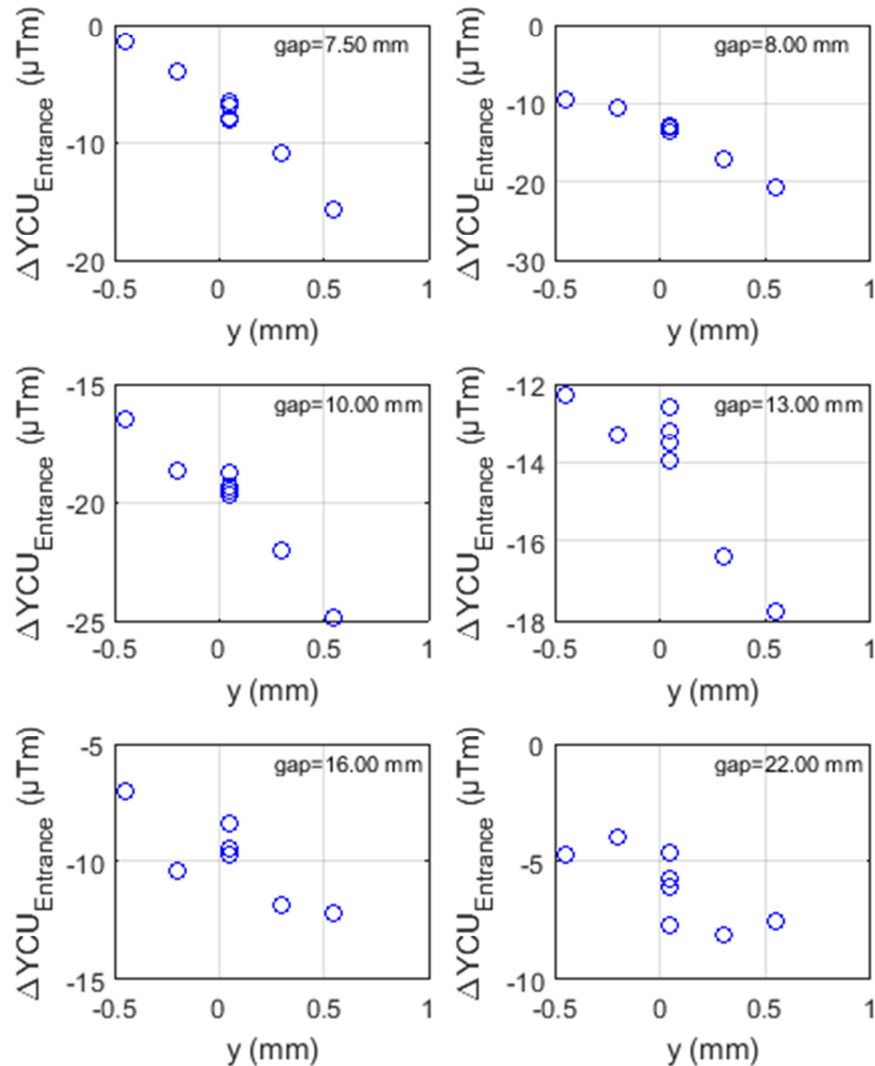 0
-10
-20
ΔYCU_Entrance (µTm)
gap=7.50 mm
-0.5 0 0.5 1
y (mm)
0
-10
-20
-30
ΔYCU_Entrance (µTm)
gap=8.00 mm
-0.5 0 0.5 1
y (mm)
-15
-20
-25
ΔYCU_Entrance (µTm)
gap=10.00 mm
-0.5 0 0.5 1
y (mm)
-12
-14
-16
-18
ΔYCU_Entrance (µTm)
gap=13.00 mm
-0.5 0 0.5 1
y (mm)
-5
-10
-15
ΔYCU_Entrance (µTm)
gap=16.00 mm
-0.5 0 0.5 1
y (mm)
0
-5
-10
ΔYCU_Entrance (µTm)
gap=22.00 mm
-0.5 0 0.5 1
y (mm)